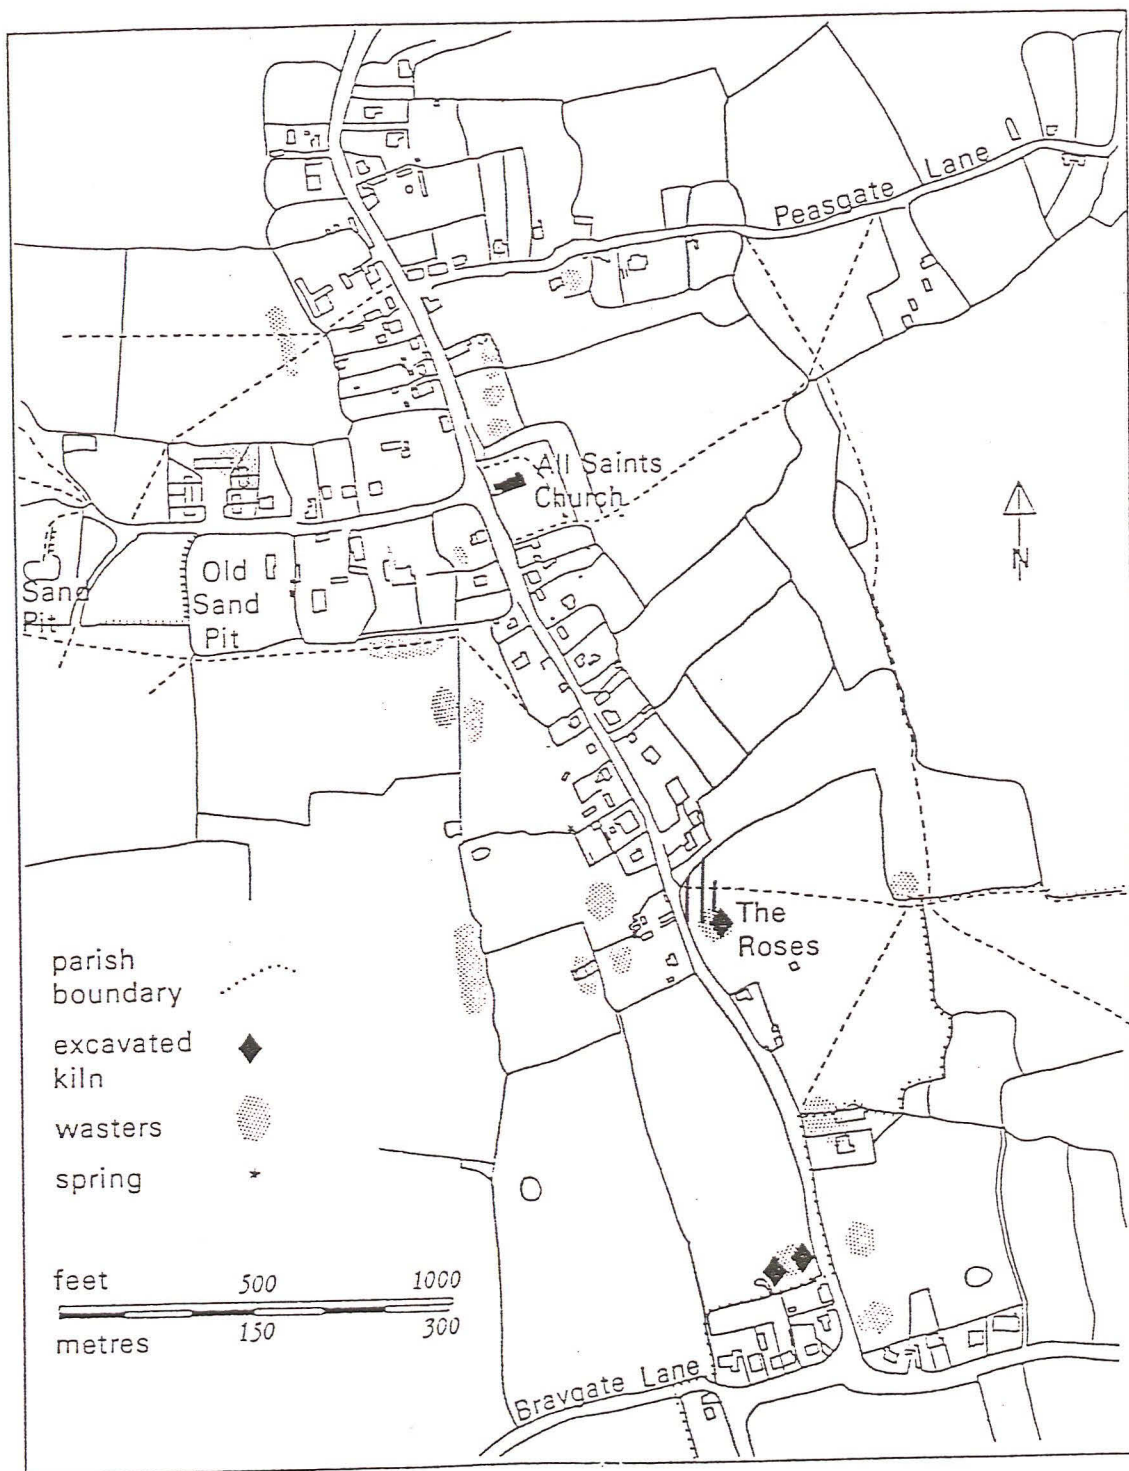 Peasgate Lane
All Saints
Church
N
Sand
Pit
Old
Sand
Pit
The
Roses
parish
boundary
excavated
kiln
wasters
spring
feet 500 1000
metres 150 300
Braygate Lane